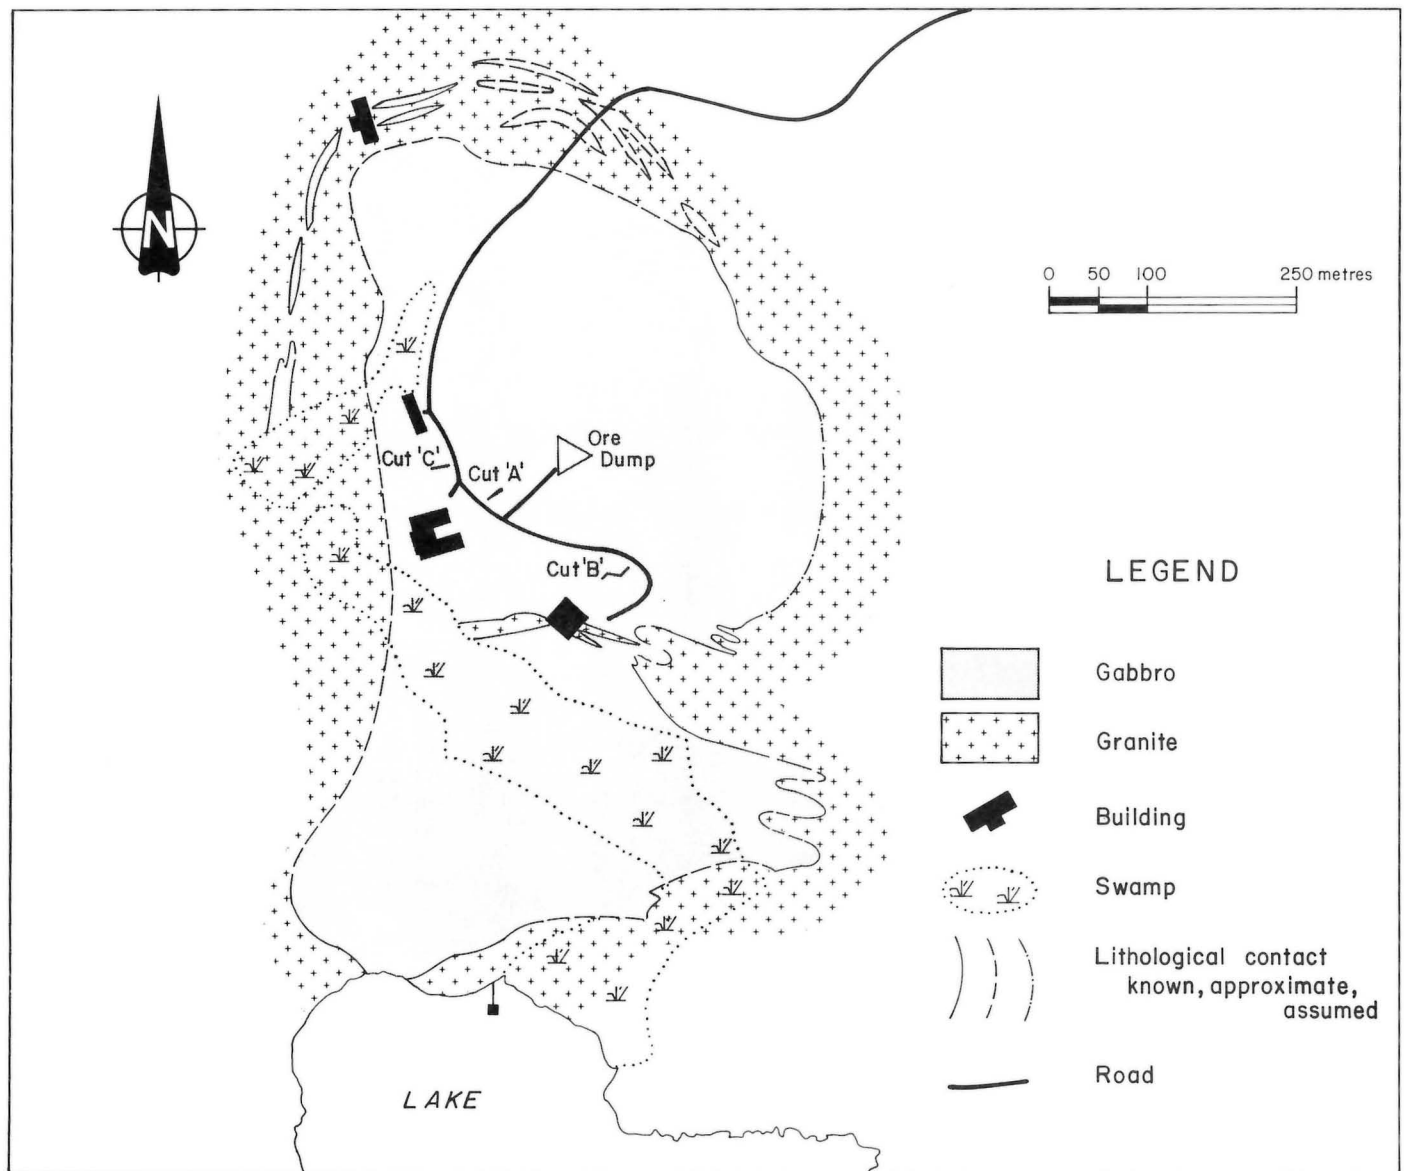 N
0 50 100 250 metres
Ore
Dump
Cut 'C'
Cut 'A'
Cut 'B'
LEGEND
Gabbro
Granite
Building
Swamp
Lithological contact
known, approximate,
assumed
Road
LAKE